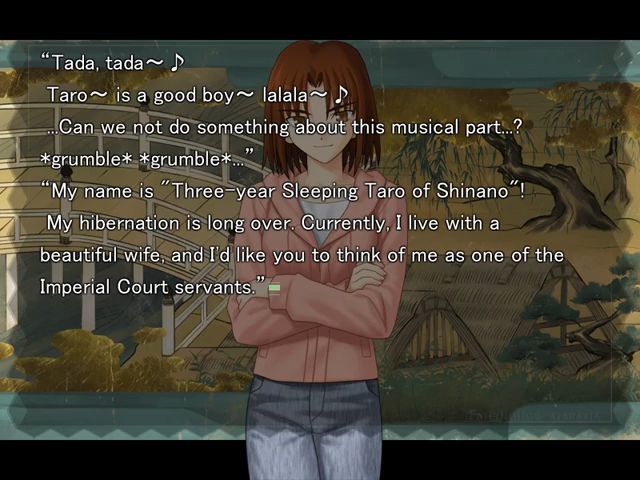 “Tada, tada～♪
Taro～ is a good boy～ lalala～♪
...Can we not do something about this musical part...?
*grumble* *grumble*...”
“My name is "Three-year Sleeping Taro of Shinano"!
My hibernation is long over. Currently, I live with a
beautiful wife, and I'd like you to think of me as one of the
Imperial Court servants.”